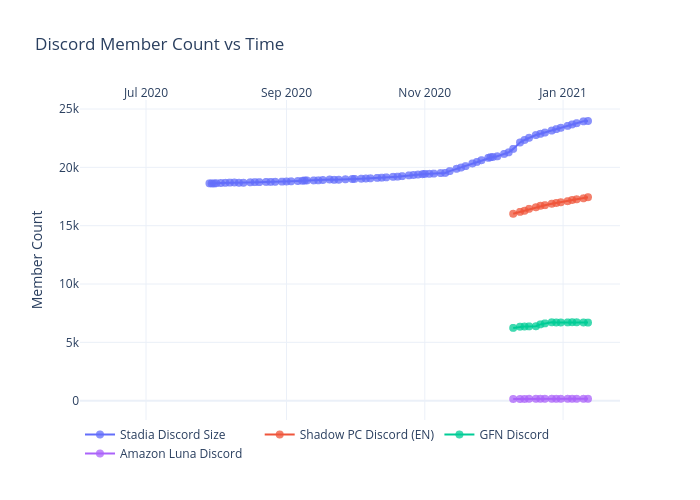 Discord Member Count vs Time
Jul 2020 Sep 2020 Nov 2020 Jan 2021
25k
20k
15k
10k
5k
0
Member Count
Stadia Discord Size Shadow PC Discord (EN) GFN Discord
Amazon Luna Discord